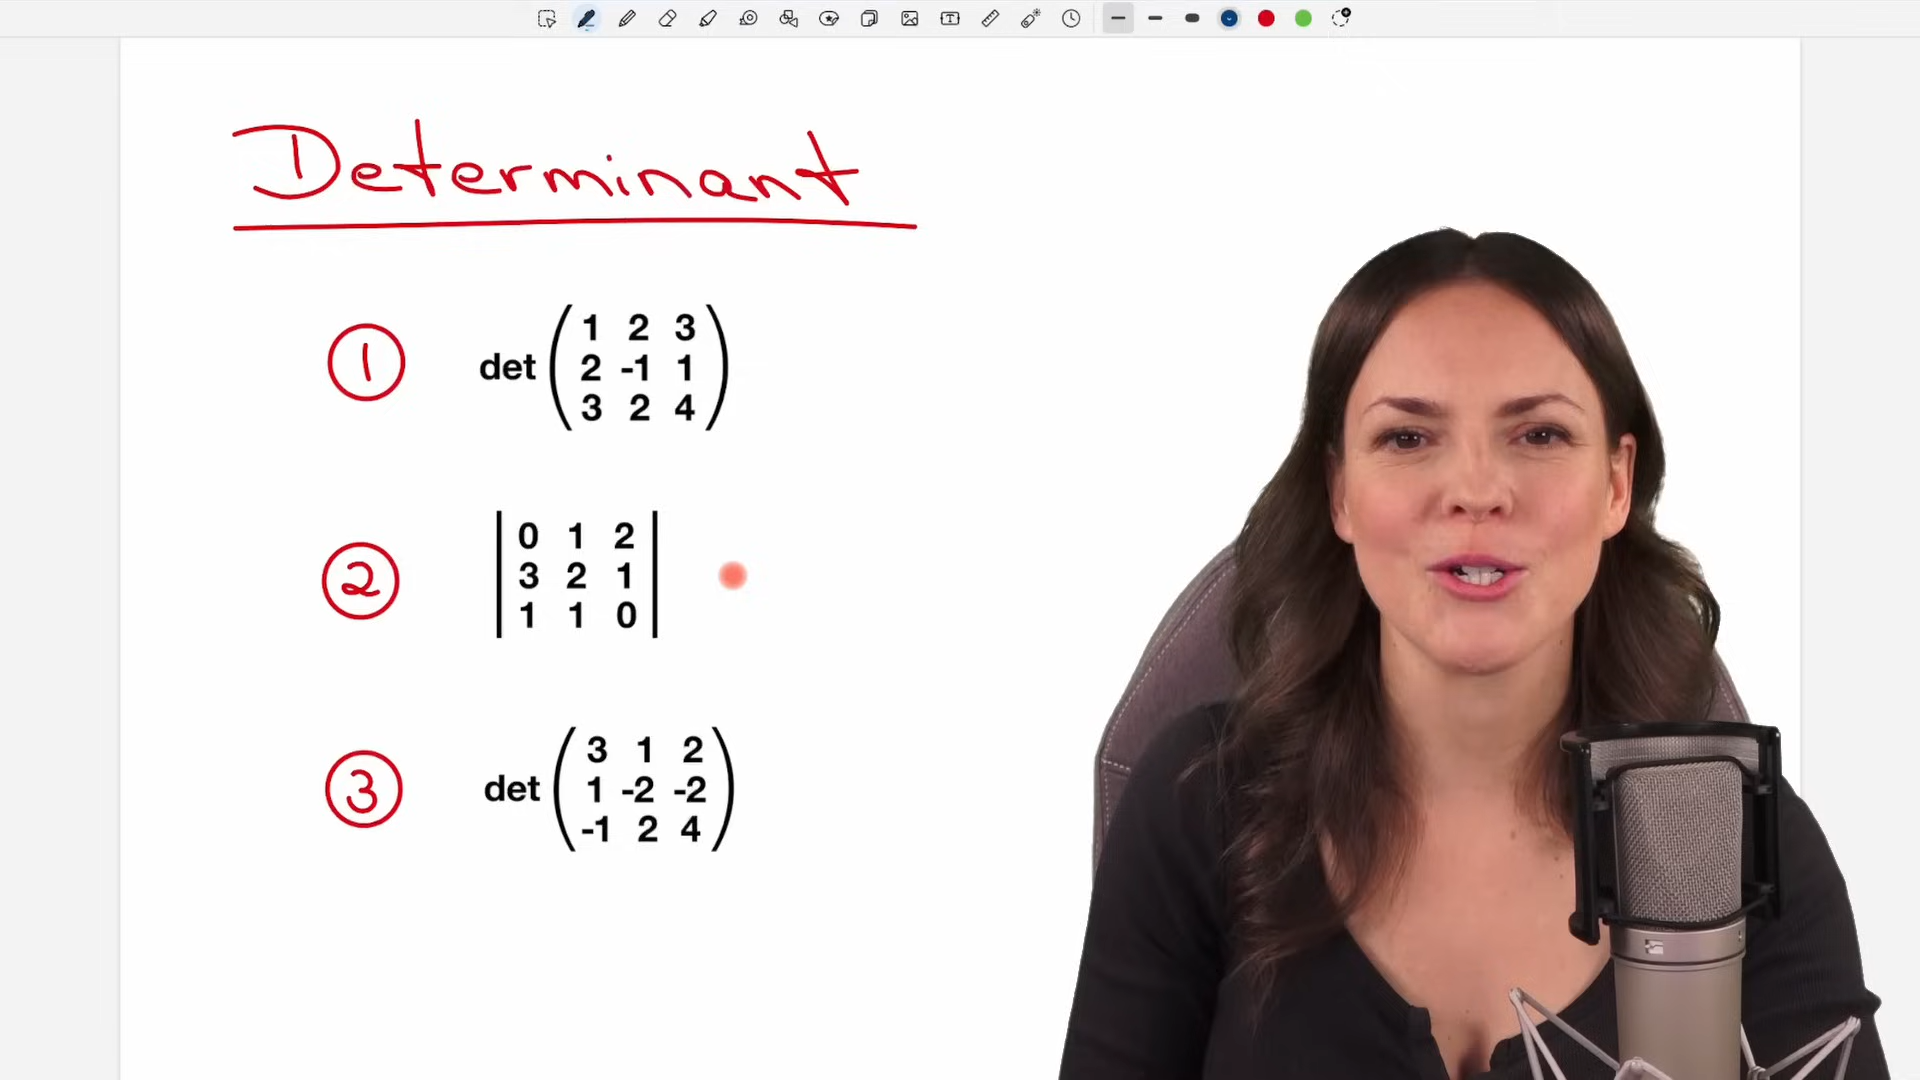 Determinant
1
det ( 1 2 3
2 -1 1
3 2 4 )
2
| 0 1 2 |
| 3 2 1 |
| 1 1 0 |
3
det ( 3 1 2
1 -2 -2
-1 2 4 )